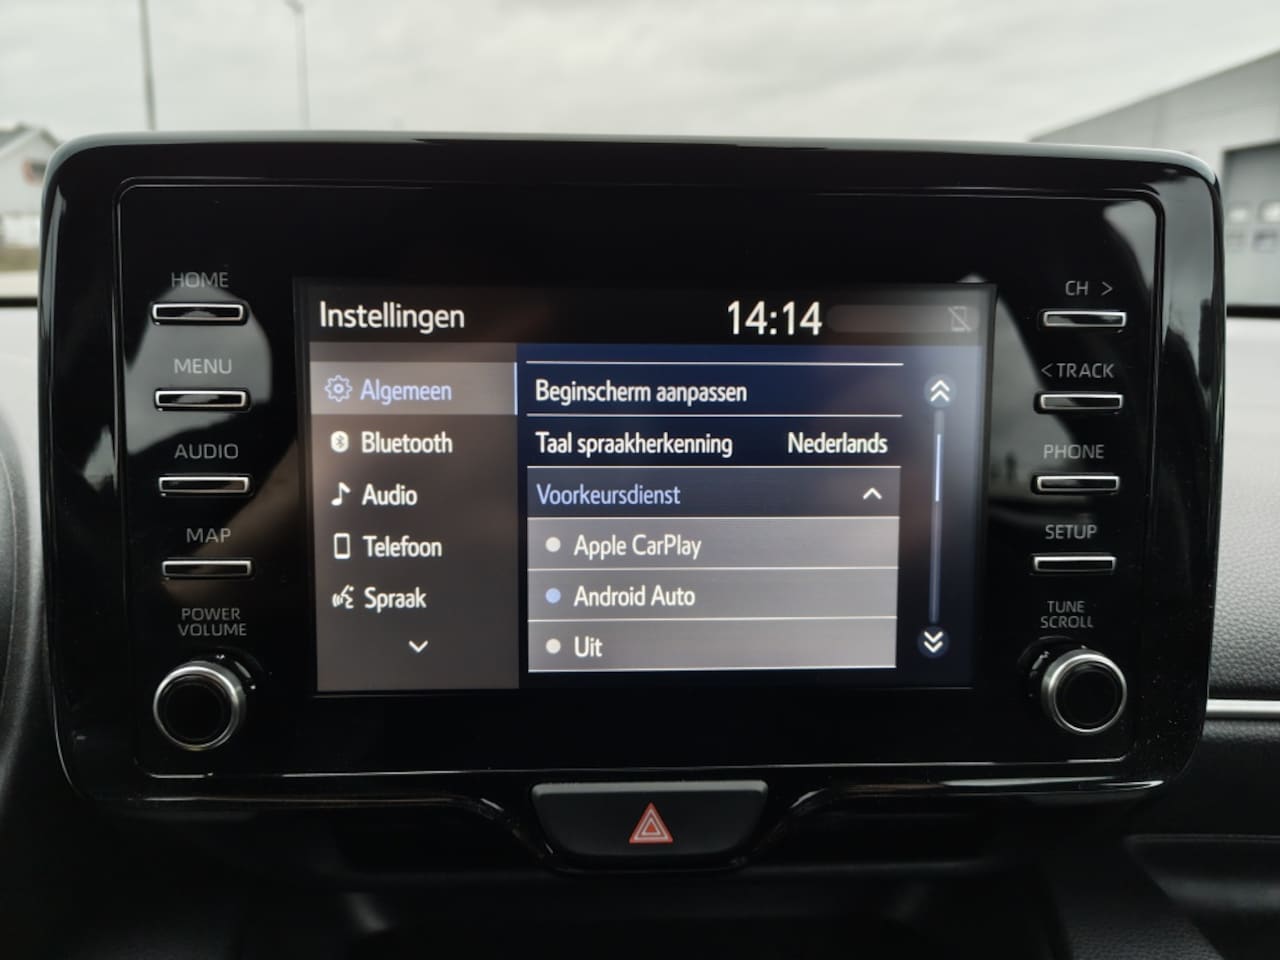 HOME
MENU
AUDIO
MAP
POWER
VOLUME
Instellingen
14:14
Algemeen
Bluetooth
Audio
Telefoon
Spraak
Beginscherm aanpassen
Taal spraakherkenning Nederlands
Voorkeursdienst
Apple CarPlay
Android Auto
Uit
CH >
< TRACK
PHONE
SETUP
TUNE
SCROLL